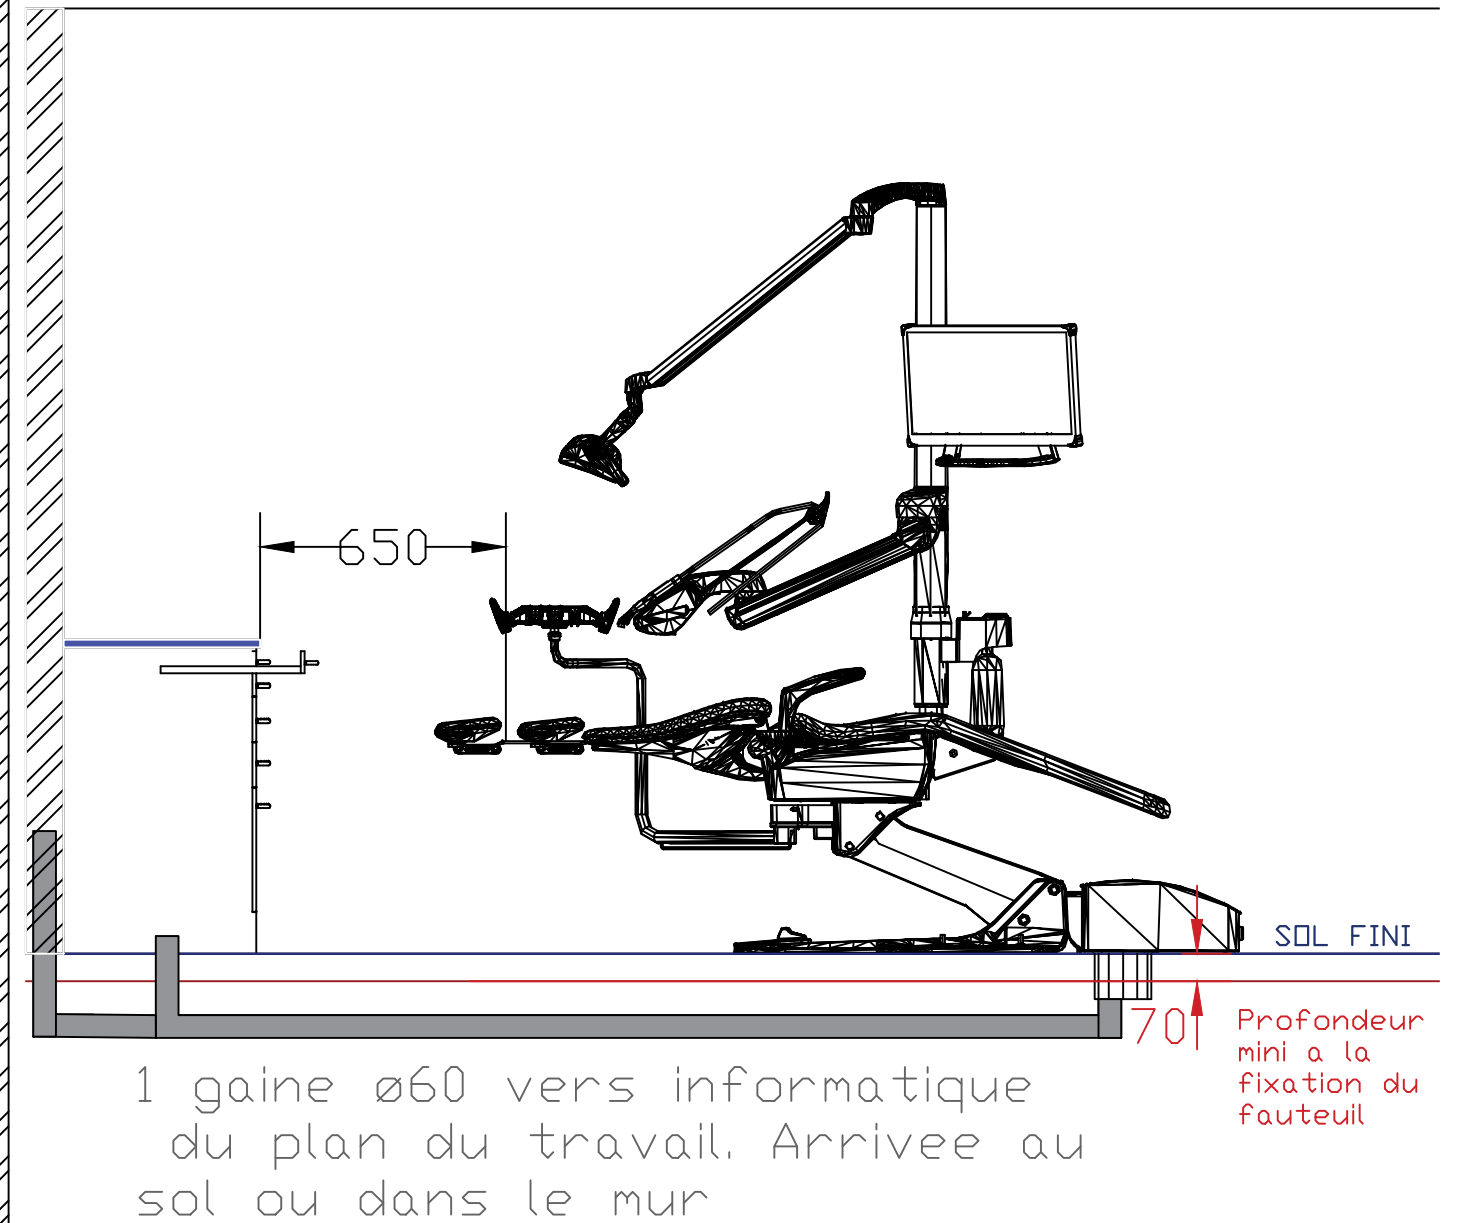 650
SOL FINI
70
Profondeur
mini a la
fixation du
fauteuil
1 gaine ø60 vers informatique
du plan du travail. Arrivee au
sol ou dans le mur